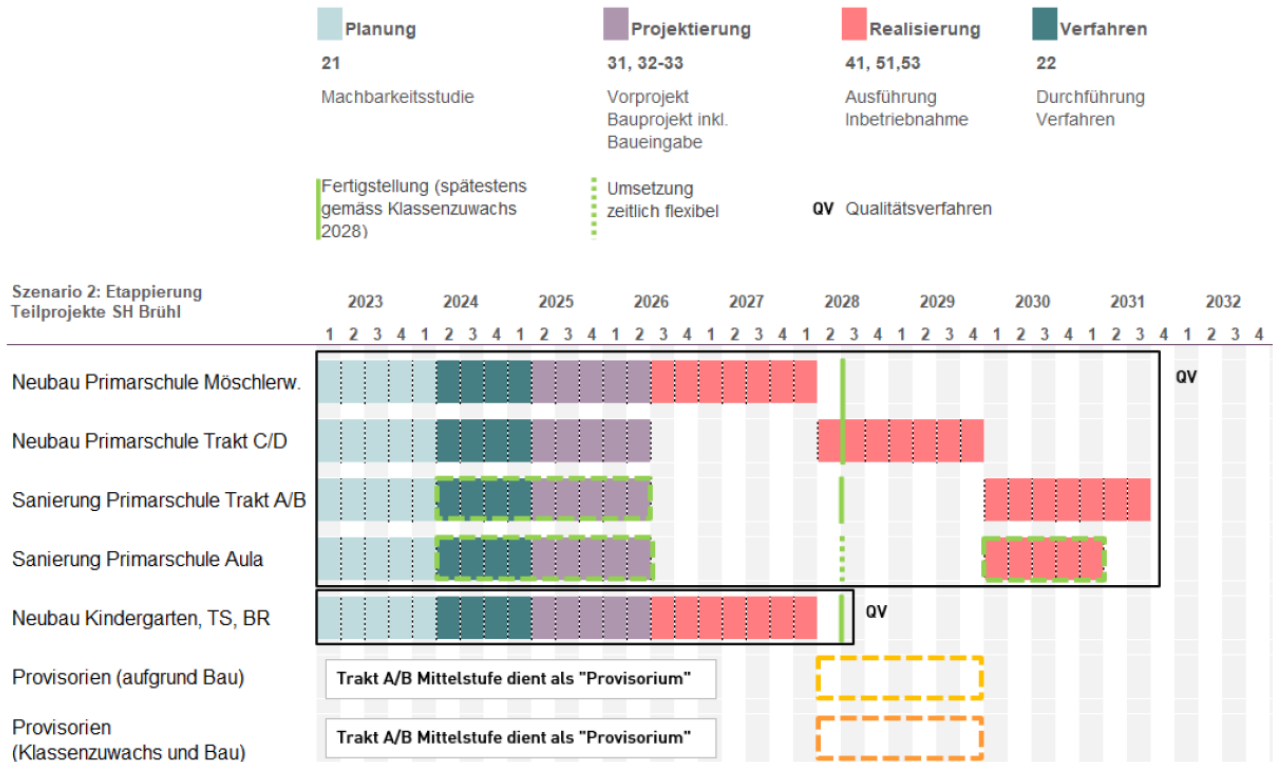 Planung Projektierung Realisierung Verfahren
21 31, 32-33 41, 51,53 22
Machbarkeitsstudie Vorprojekt Ausführung Durchführung
Bauprojekt inkl. Inbetriebnahme Verfahren
Baueingabe
Fertigstellung (spätestens Umsetzung
gemäss Klassenzuwachs zeitlich flexibel QV Qualitätsverfahren
2028)
Szenario 2: Etappierung
Teilprojekte SH Brühl
2023 2024 2025 2026 2027 2028 2029 2030 2031 2032
1 2 3 4 1 2 3 4 1 2 3 4 1 2 3 4 1 2 3 4 1 2 3 4 1 2 3 4 1 2 3 4 1 2 3 4 1 2 3 4
Neubau Primarschule Möschlerw. QV
Neubau Primarschule Trakt C/D
Sanierung Primarschule Trakt A/B
Sanierung Primarschule Aula
Neubau Kindergarten, TS, BR QV
Provisorien (aufgrund Bau) Trakt A/B Mittelstufe dient als "Provisorium"
Provisorien
(Klassenzuwachs und Bau) Trakt A/B Mittelstufe dient als "Provisorium"